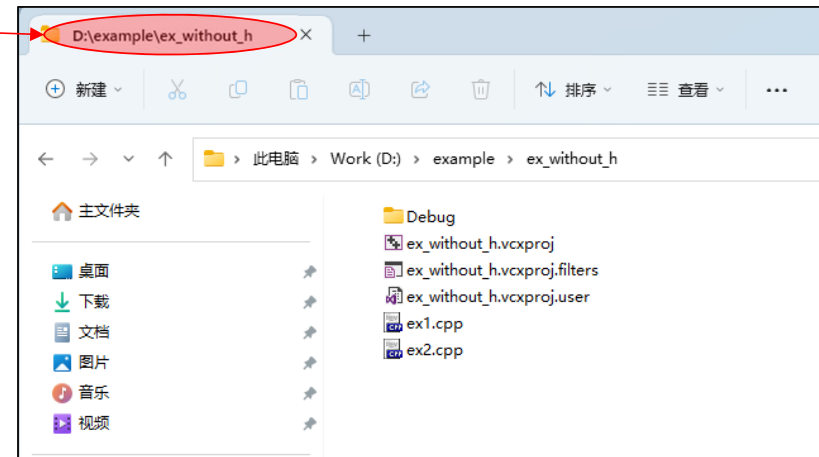 D:\example\ex_without_h
新建
排序
查看
此电脑 > Work (D:) > example > ex_without_h
主文件夹
桌面
下载
文档
图片
音乐
视频
Debug
ex_without_h.vcxproj
ex_without_h.vcxproj.filters
ex_without_h.vcxproj.user
ex1.cpp
ex2.cpp